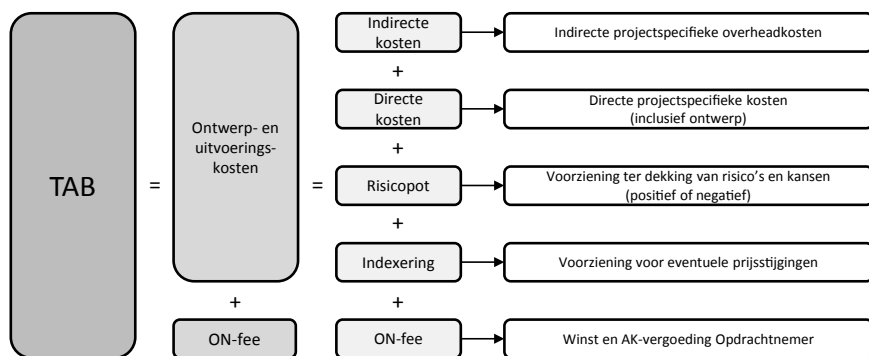 TAB
=
Ontwerp- en
uitvoerings-
kosten
+
ON-fee
=
Indirecte
kosten
Indirecte projectspecifieke overheadkosten
+
Directe
kosten
Directe projectspecifieke kosten
(inclusief ontwerp)
+
Risicopot
Voorziening ter dekking van risico's en kansen
(positief of negatief)
+
Indexering
Voorziening voor eventuele prijsstijgingen
+
ON-fee
Winst en AK-vergoeding Opdrachtnemer